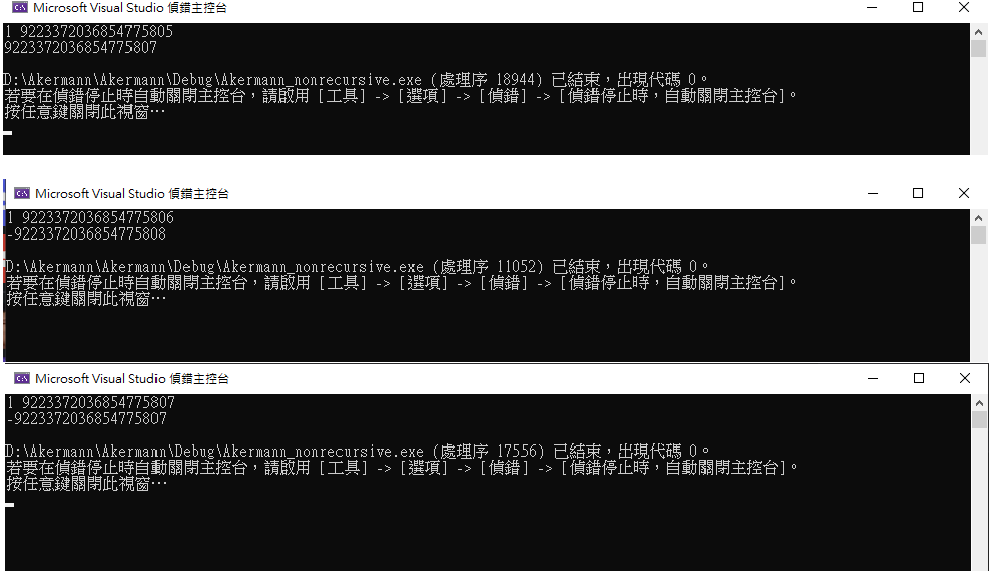 Microsoft Visual Studio 偵錯主控台
1 9223372036854775805
9223372036854775807
D:\Akermann\Akermann\Debug\Akermann_nonrecursive.exe (處理序 18944) 已結束，出現代碼 0。
若要在偵錯停止時自動關閉主控台，請啟用 [工具] -> [選項] -> [偵錯] -> [偵錯停止時，自動關閉主控台]。
按任意鍵關閉此視窗…
Microsoft Visual Studio 偵錯主控台
1 9223372036854775806
-9223372036854775808
D:\Akermann\Akermann\Debug\Akermann_nonrecursive.exe (處理序 11052) 已結束，出現代碼 0。
若要在偵錯停止時自動關閉主控台，請啟用 [工具] -> [選項] -> [偵錯] -> [偵錯停止時，自動關閉主控台]。
按任意鍵關閉此視窗…
Microsoft Visual Studio 偵錯主控台
1 9223372036854775807
-9223372036854775807
D:\Akermann\Akermann\Debug\Akermann_nonrecursive.exe (處理序 17556) 已結束，出現代碼 0。
若要在偵錯停止時自動關閉主控台，請啟用 [工具] -> [選項] -> [偵錯] -> [偵錯停止時，自動關閉主控台]。
按任意鍵關閉此視窗…